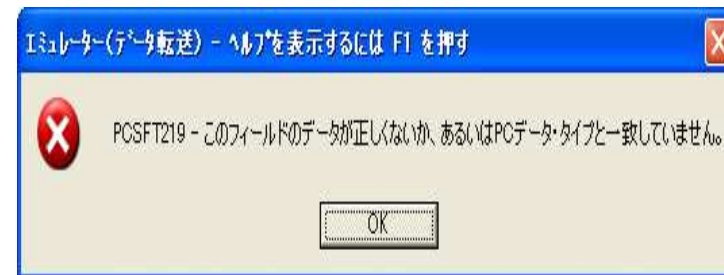 エミュレーター(データ転送) - ヘルプを表示するには F1 を押す
PCSFT219 - このフィールドのデータが正しくないか、あるいはPCデータ・タイプと一致していません。
OK